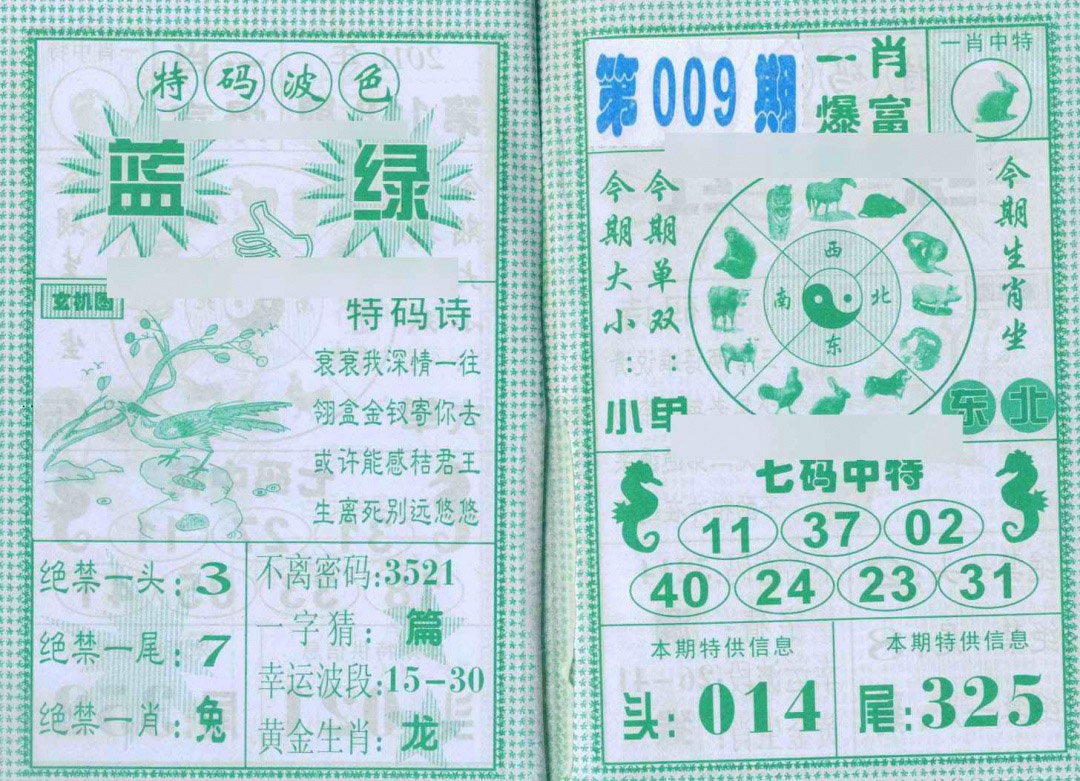 特码波色
蓝 绿
玄机图
特码诗
衰衰我深情一往
翎盒金钗寄你去
或许能感秸君王
生离死别远悠悠
绝禁一头:3
绝禁一尾:7
绝禁一肖:兔
不离密码:3521
一字猜:篇
幸运波段:15-30
黄金生肖:龙
第009期
一肖
爆富
一肖中特
今期大小:小
今期单双:单
西
南 北
东
今期生肖坐
东北
七码中特
11 37 02
40 24 23 31
本期特供信息
头:014
本期特供信息
尾:325